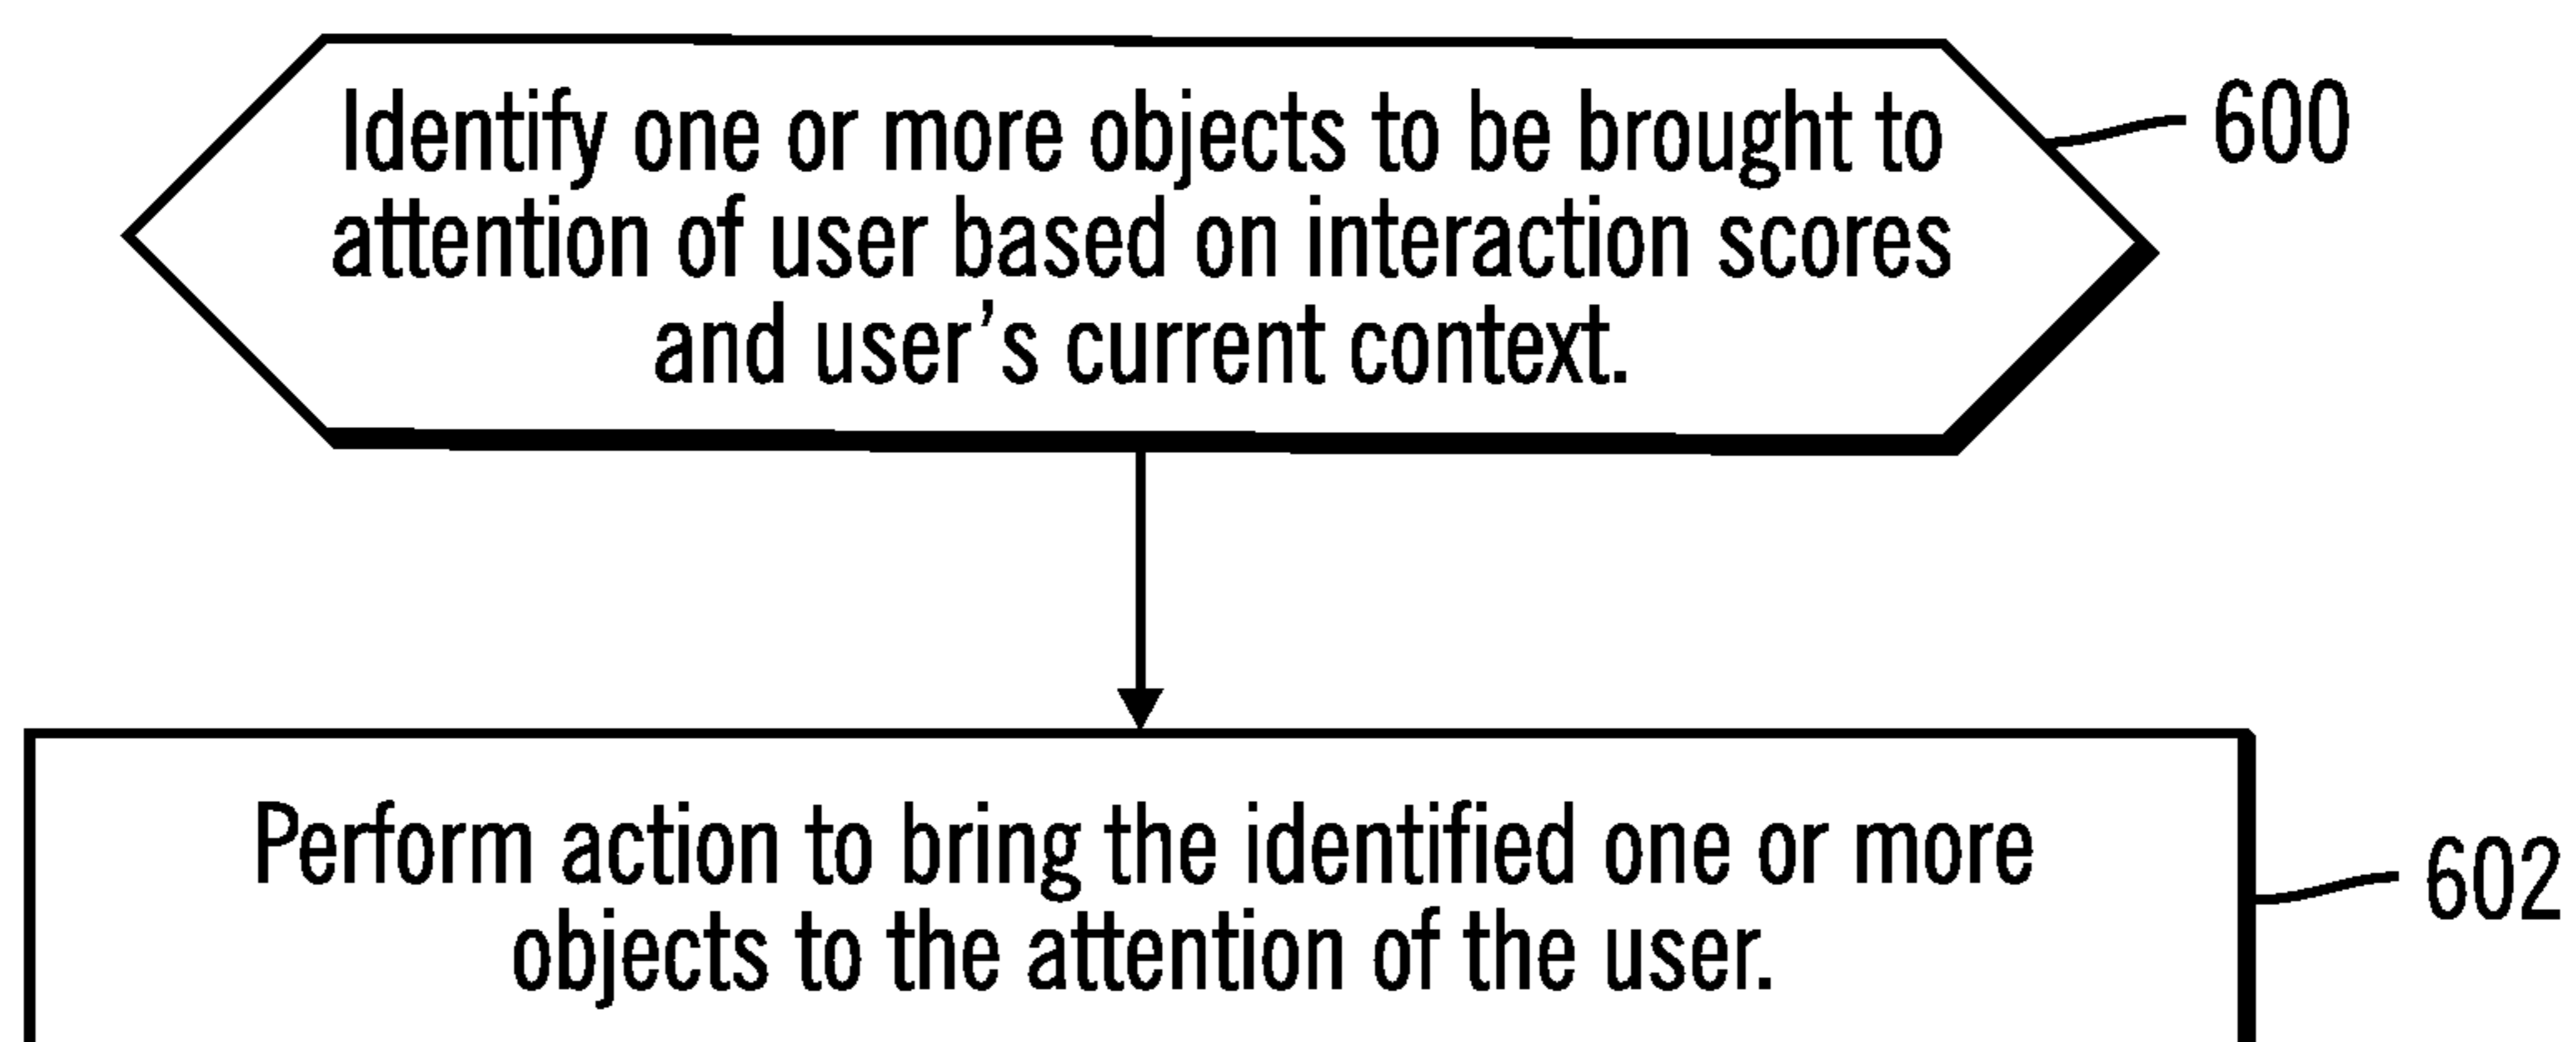 Identify one or more objects to be brought to
attention of user based on interaction scores
and user's current context.
600
Perform action to bring the identified one or more
objects to the attention of the user.
602